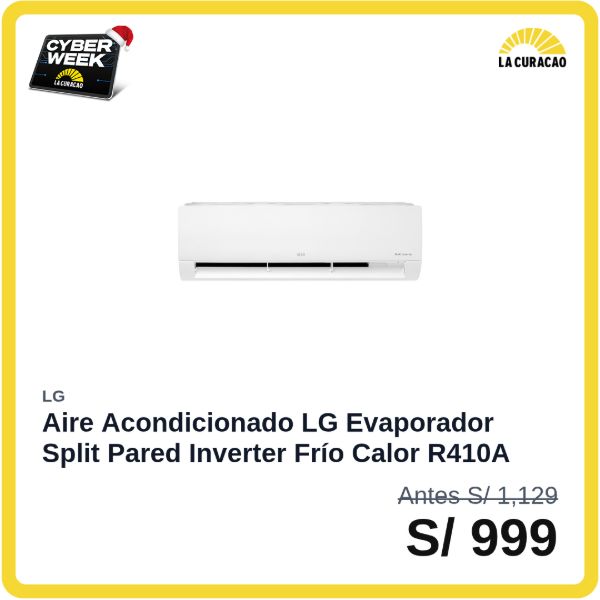 CYBER
WEEK
LA CURACAO
LA CURACAO
LG
Aire Acondicionado LG Evaporador
Split Pared Inverter Frío Calor R410A
Antes S/ 1,129
S/ 999